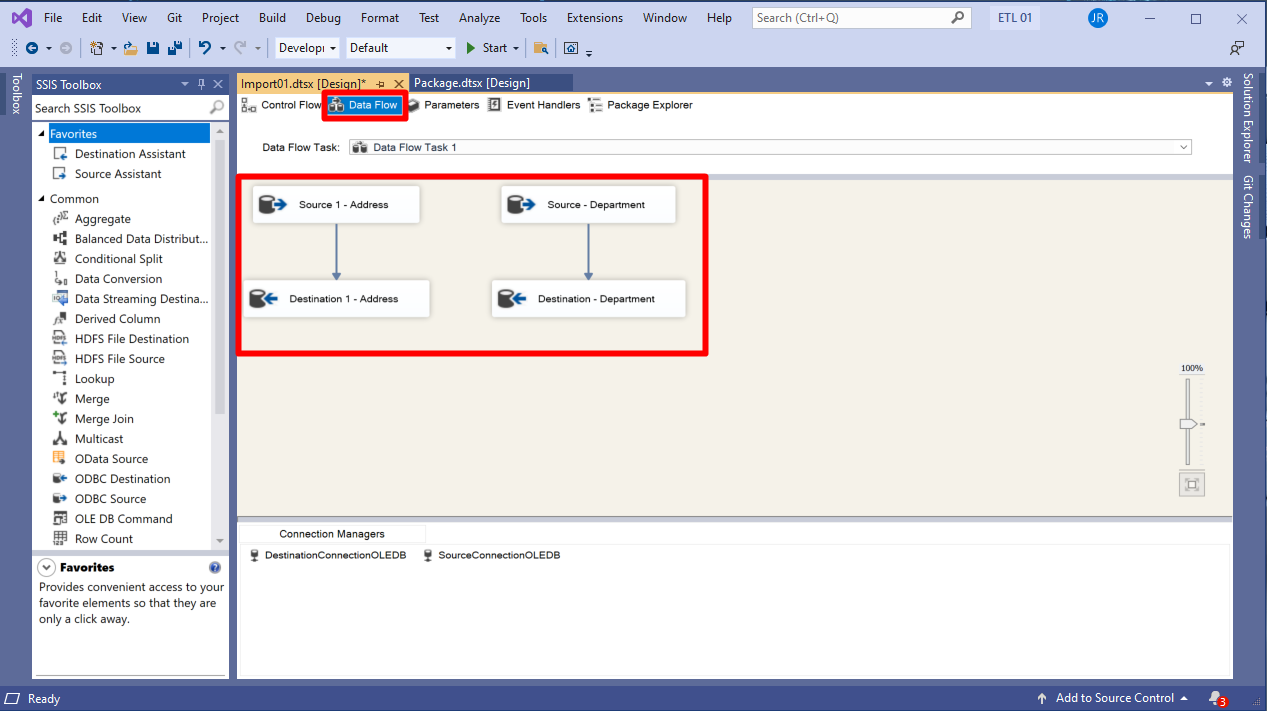 File Edit View Git Project Build Debug Format Test Analyze Tools Extensions Window Help Search (Ctrl+Q) ETL 01 JR
Developı Default Start
Toolbox
SSIS Toolbox
Search SSIS Toolbox
Favorites
Destination Assistant
Source Assistant
Common
Aggregate
Balanced Data Distribut...
Conditional Split
Data Conversion
Data Streaming Destina...
Derived Column
HDFS File Destination
HDFS File Source
Lookup
Merge
Merge Join
Multicast
OData Source
ODBC Destination
ODBC Source
OLE DB Command
Row Count
Favorites
Provides convenient access to your
favorite elements so that they are
only a click away.
Import01.dtsx [Design]* Package.dtsx [Design]
Control Flow Data Flow Parameters Event Handlers Package Explorer
Data Flow Task: Data Flow Task 1
Source 1 - Address Source - Department
Destination 1 - Address Destination - Department
100%
Connection Managers
DestinationConnectionOLEDB SourceConnectionOLEDB
Solution Explorer
Git Changes
Ready Add to Source Control 3